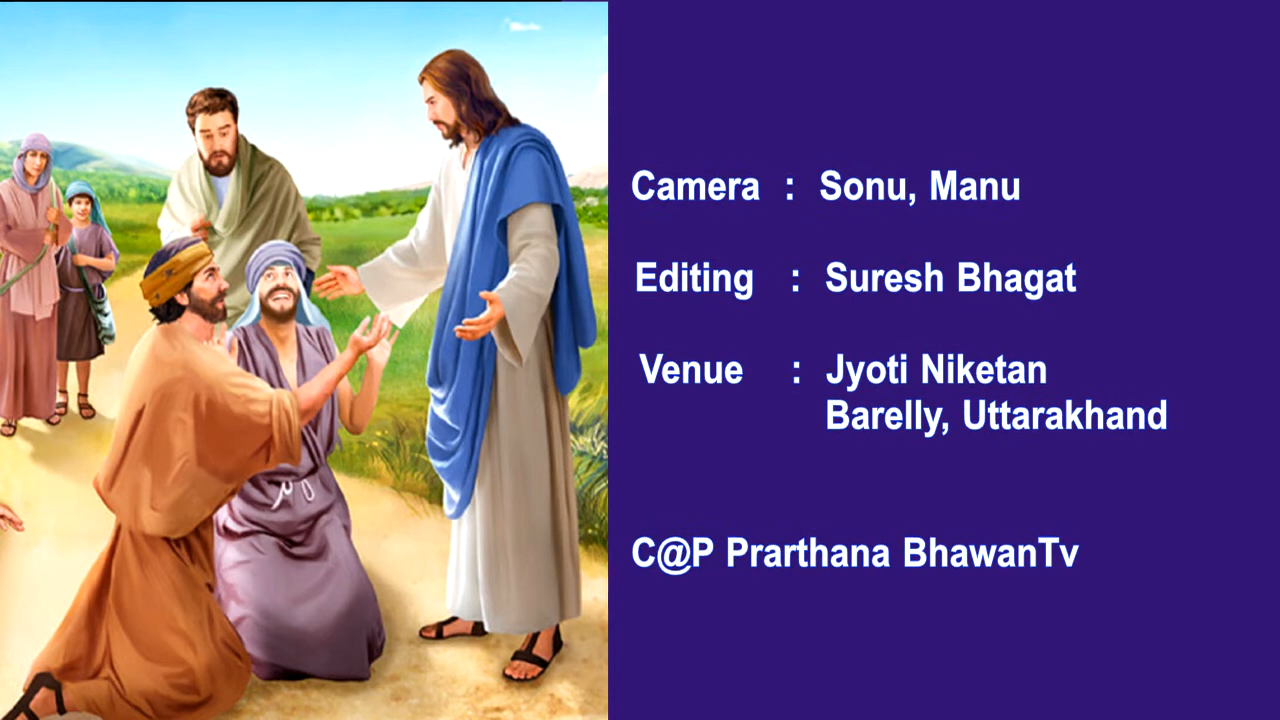 Camera : Sonu, Manu
Editing : Suresh Bhagat
Venue : Jyoti Niketan
Barelly, Uttarakhand
C@P Prarthana BhawanTv